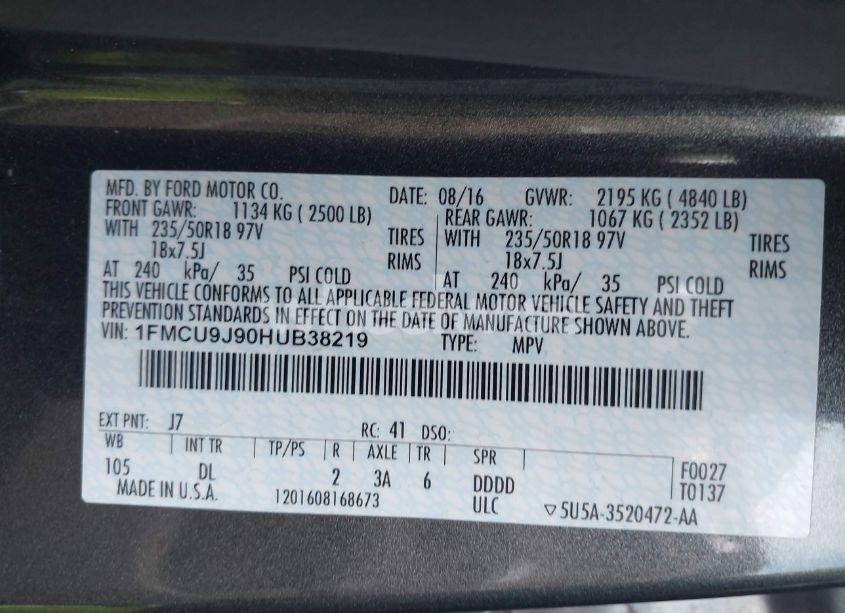 MFD. BY FORD MOTOR CO. DATE: 08/16 GVWR: 2195 KG ( 4840 LB)
FRONT GAWR: 1134 KG ( 2500 LB) REAR GAWR: 1067 KG ( 2352 LB)
WITH 235/50R18 97V TIRES WITH 235/50R18 97V TIRES
18x7.5J RIMS 18x7.5J RIMS
AT 240 kPa/ 35 PSI COLD AT 240 kPa/ 35 PSI COLD
THIS VEHICLE CONFORMS TO ALL APPLICABLE FEDERAL MOTOR VEHICLE SAFETY AND THEFT
PREVENTION STANDARDS IN EFFECT ON THE DATE OF MANUFACTURE SHOWN ABOVE.
VIN: 1FMCU9J90HUB38219 TYPE: MPV
EXT PNT: J7 RC: 41 DSO:
WB INT TR TP/PS R AXLE TR SPR F0027
105 DL 2 3A 6 DDDD T0137
MADE IN U.S.A. 1201608168673 ULC ▽5U5A-3520472-AA